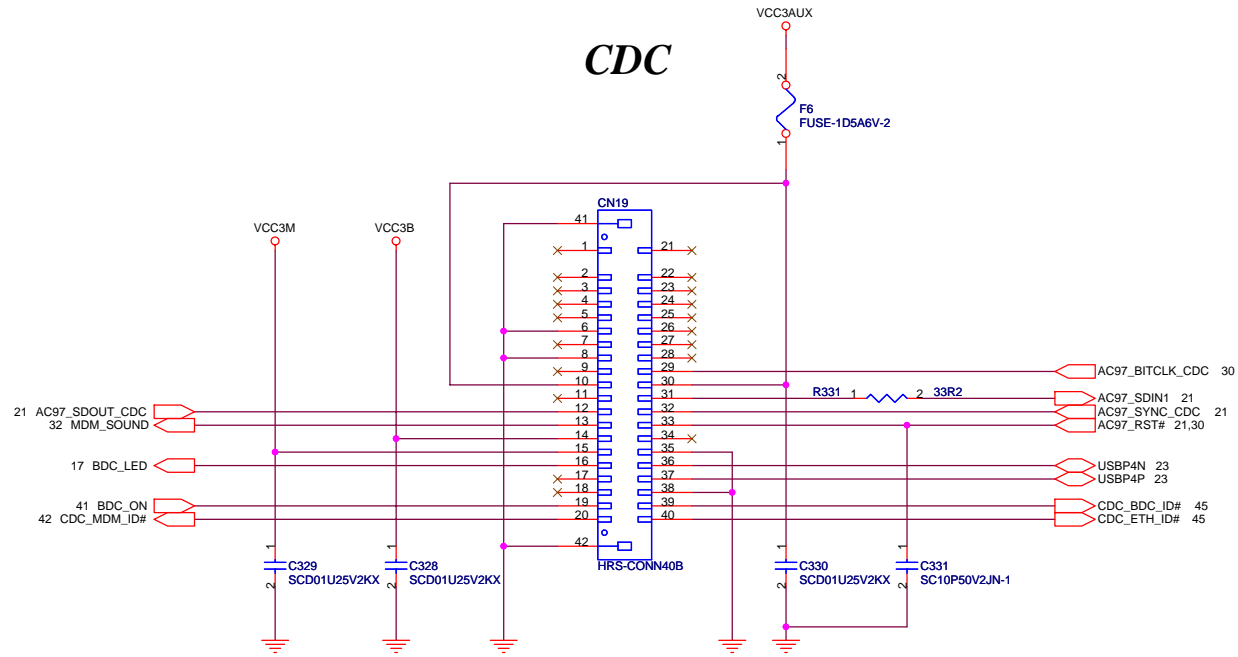 VCC3AUX
CDC
2
F6
FUSE-1D5A6V-2
1
CN19
VCC3M
VCC3B
41
1 21
2 22
3 23
4 24
5 25
6 26
7 27
8 28
9 29 AC97_BITCLK_CDC 30
10 30
11 31 R331 1 2 33R2 AC97_SDIN1 21
21 AC97_SDOUT_CDC 12 32 AC97_SYNC_CDC 21
32 MDM_SOUND 13 33 AC97_RST# 21,30
14 34
15 35
17 BDC_LED 16 36 USBP4N 23
17 37 USBP4P 23
18 38
41 BDC_ON 19 39 CDC_BDC_ID# 45
42 CDC_MDM_ID# 20 40 CDC_ETH_ID# 45
42
HRS-CONN40B
1 C329 2
SCD01U25V2KX
1 C328 2
SCD01U25V2KX
1 C330 2
SCD01U25V2KX
1 C331 2
SC10P50V2JN-1